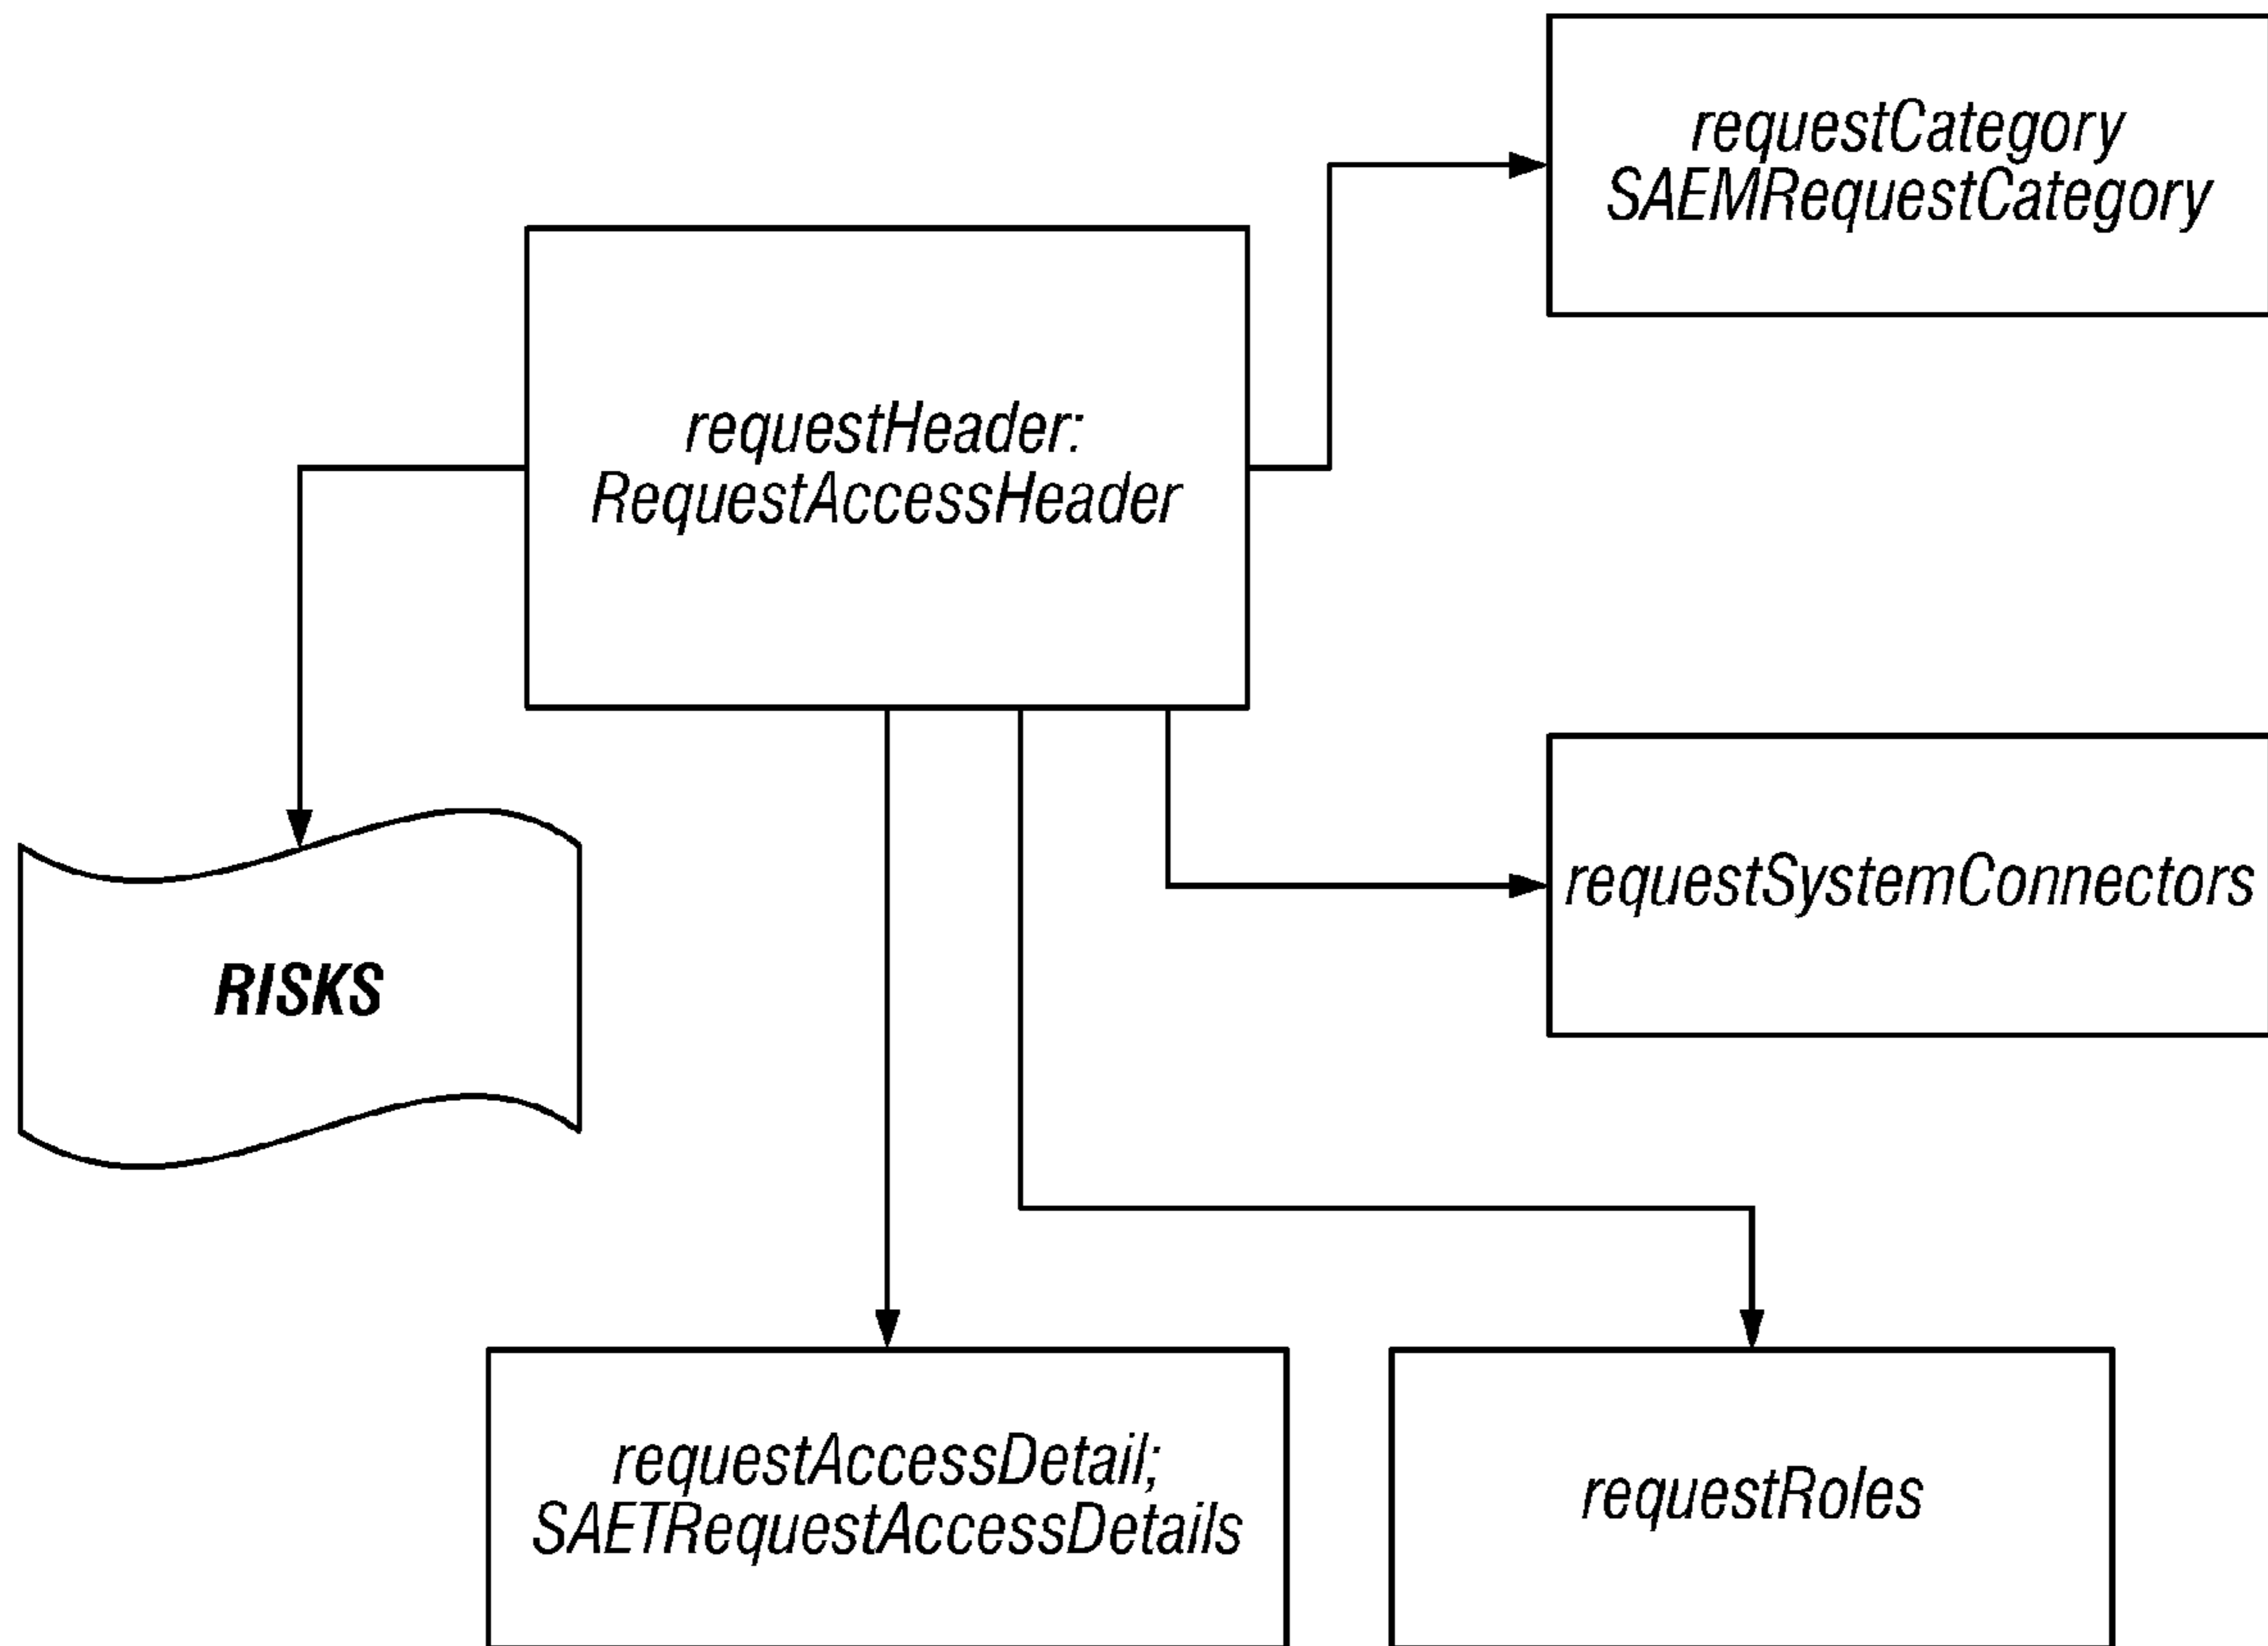 requestCategory
SAEMRequestCategory
requestHeader:
RequestAccessHeader
requestSystemConnectors
RISKS
requestAccessDetail;
SAETRequestAccessDetails
requestRoles